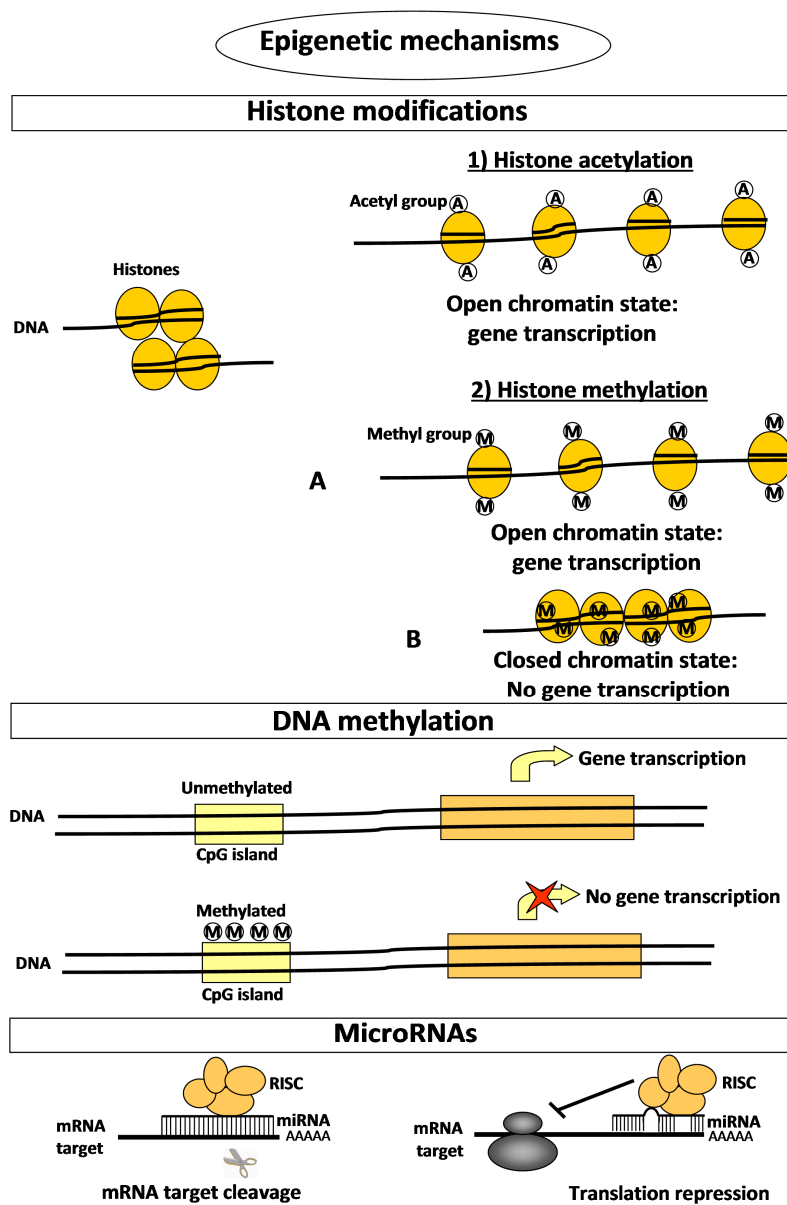 Epigenetic mechanisms
Histone modifications
1) Histone acetylation
Acetyl group
A
A
A
A
A
A
A
A
Histones
DNA
Open chromatin state:
gene transcription
2) Histone methylation
Methyl group
M
M
M
M
A
M
M
M
M
Open chromatin state:
gene transcription
B
M
M
M
M
M
M
M
M
Closed chromatin state:
No gene transcription
DNA methylation
Gene transcription
Unmethylated
DNA
CpG island
No gene transcription
Methylated
M M M M
DNA
CpG island
MicroRNAs
RISC
miRNA
mRNA
target
AAAAA
mRNA target cleavage
RISC
miRNA
mRNA
target
AAAAA
Translation repression